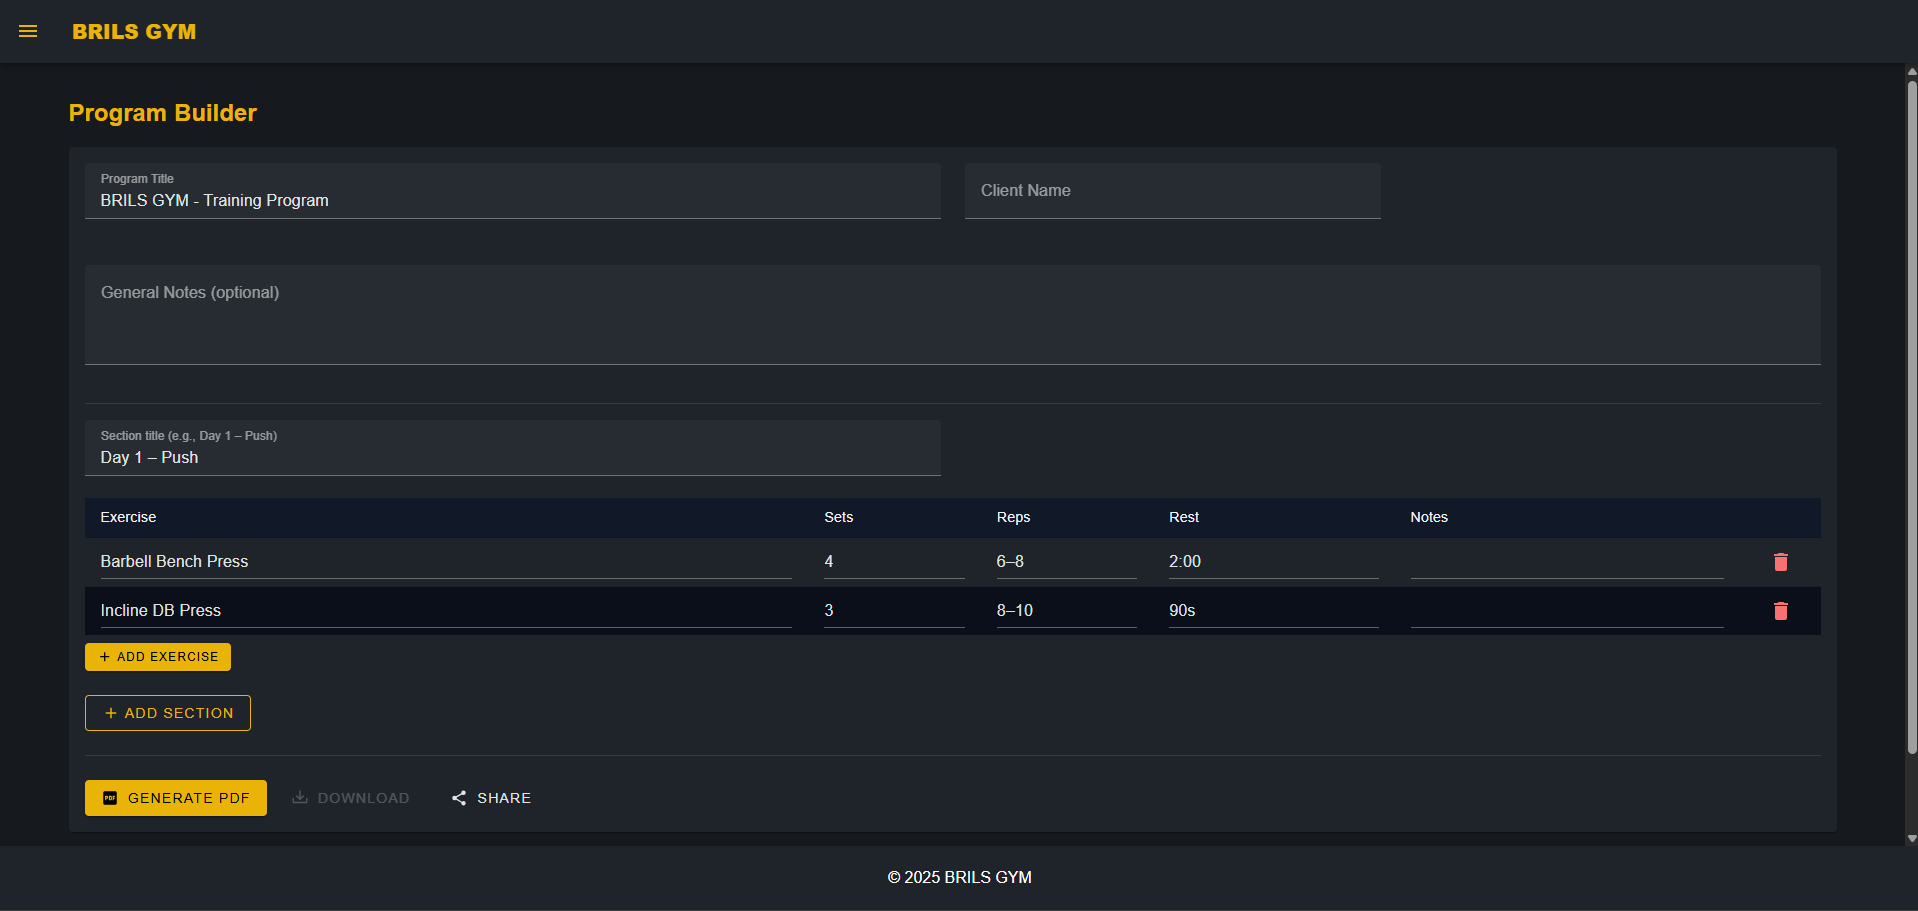 BRILS GYM
Program Builder
Program Title
BRILS GYM - Training Program
Client Name
General Notes (optional)
Section title (e.g., Day 1 – Push)
Day 1 – Push
Exercise Sets Reps Rest Notes
Barbell Bench Press 4 6–8 2:00
Incline DB Press 3 8–10 90s
+ ADD EXERCISE
+ ADD SECTION
PDF GENERATE PDF DOWNLOAD SHARE
© 2025 BRILS GYM